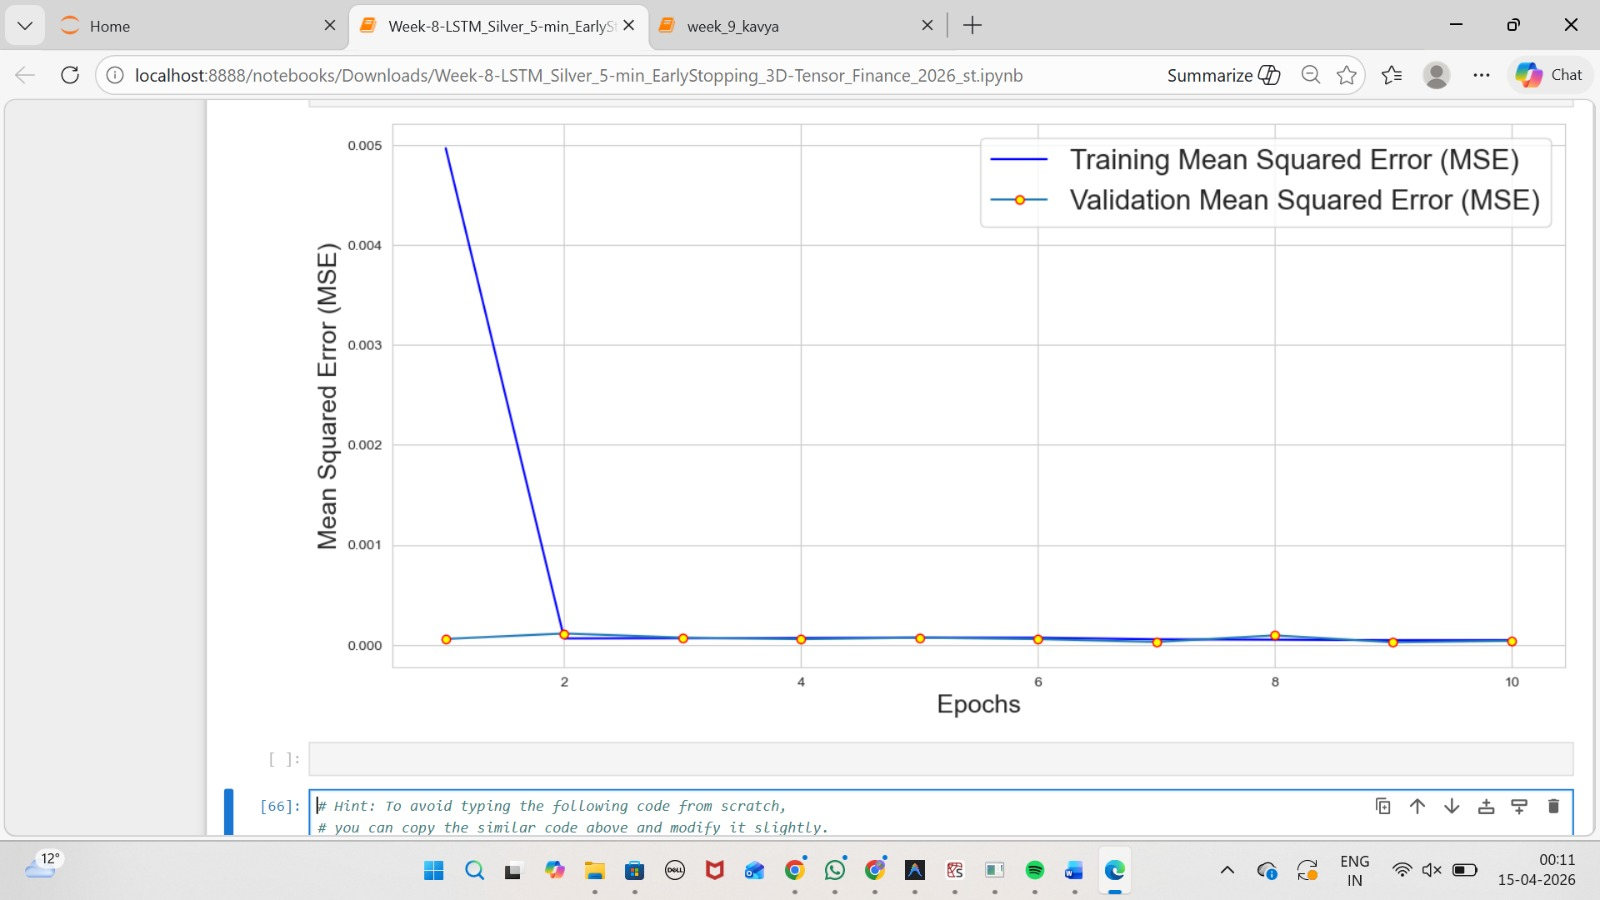 Home
Week-8-LSTM_Silver_5-min_EarlySt
week_9_kavya
localhost:8888/notebooks/Downloads/Week-8-LSTM_Silver_5-min_EarlyStopping_3D-Tensor_Finance_2026_st.ipynb
Summarize
Chat
Training Mean Squared Error (MSE)
Validation Mean Squared Error (MSE)
Mean Squared Error (MSE)
0.005
0.004
0.003
0.002
0.001
0.000
2 4 6 8 10
Epochs
[ ]:
[66]: # Hint: To avoid typing the following code from scratch,
# you can copy the similar code above and modify it slightly.
12°
DELL
ENG
IN
00:11
15-04-2026